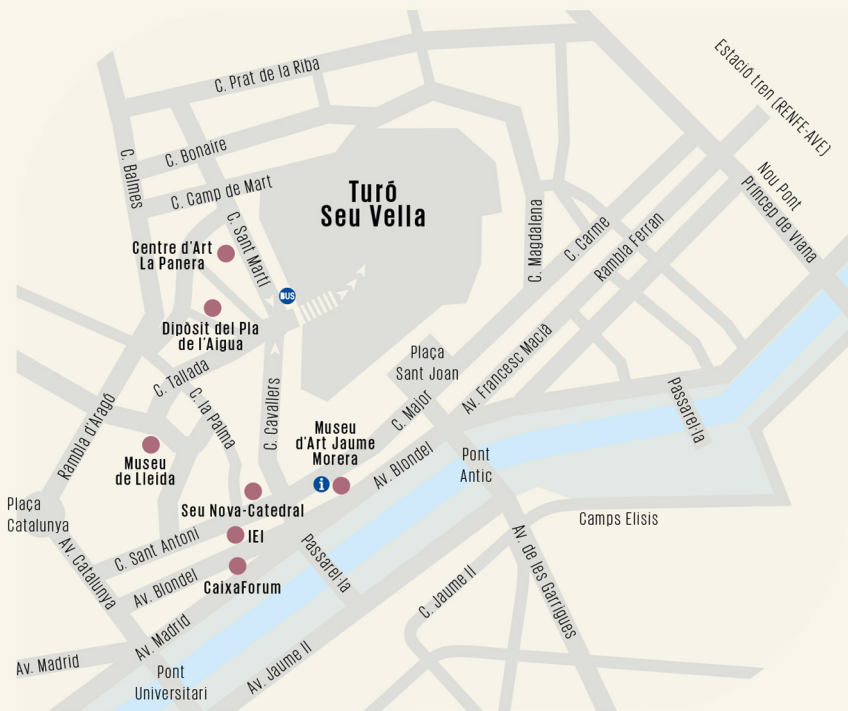 C. Prat de la Riba
Estació tren (RENFE-AVE)
C. Balmes
C. Bonaire
C. Camp de Mart
Turó
Seu Vella
Nou Pont
Príncep de Viana
C. Sant Martí
C. Magdalena
C. Carme
Rambla Ferran
Centre d'Art
La Panera
BUS
Dipòsit del Pla
de l'Aigua
Plaça
Sant Joan
Av. Francesc Macià
C. Tallada
C. la Palma
C. Cavallers
C. Major
Passarel·la
Rambla d'Aragó
Museu
d'Art Jaume
Morera
Museu
de Lleida
Av. Blondel
Pont
Antic
i
Seu Nova-Catedral
Plaça
Catalunya
Camps Elisis
C. Sant Antoni
IEI
Passarel·la
Av. Catalunya
Av. Blondel
CaixaForum
C. Jaume II
Av. de les Garrigues
Av. Madrid
Av. Madrid
Pont
Universitari
Av. Jaume II